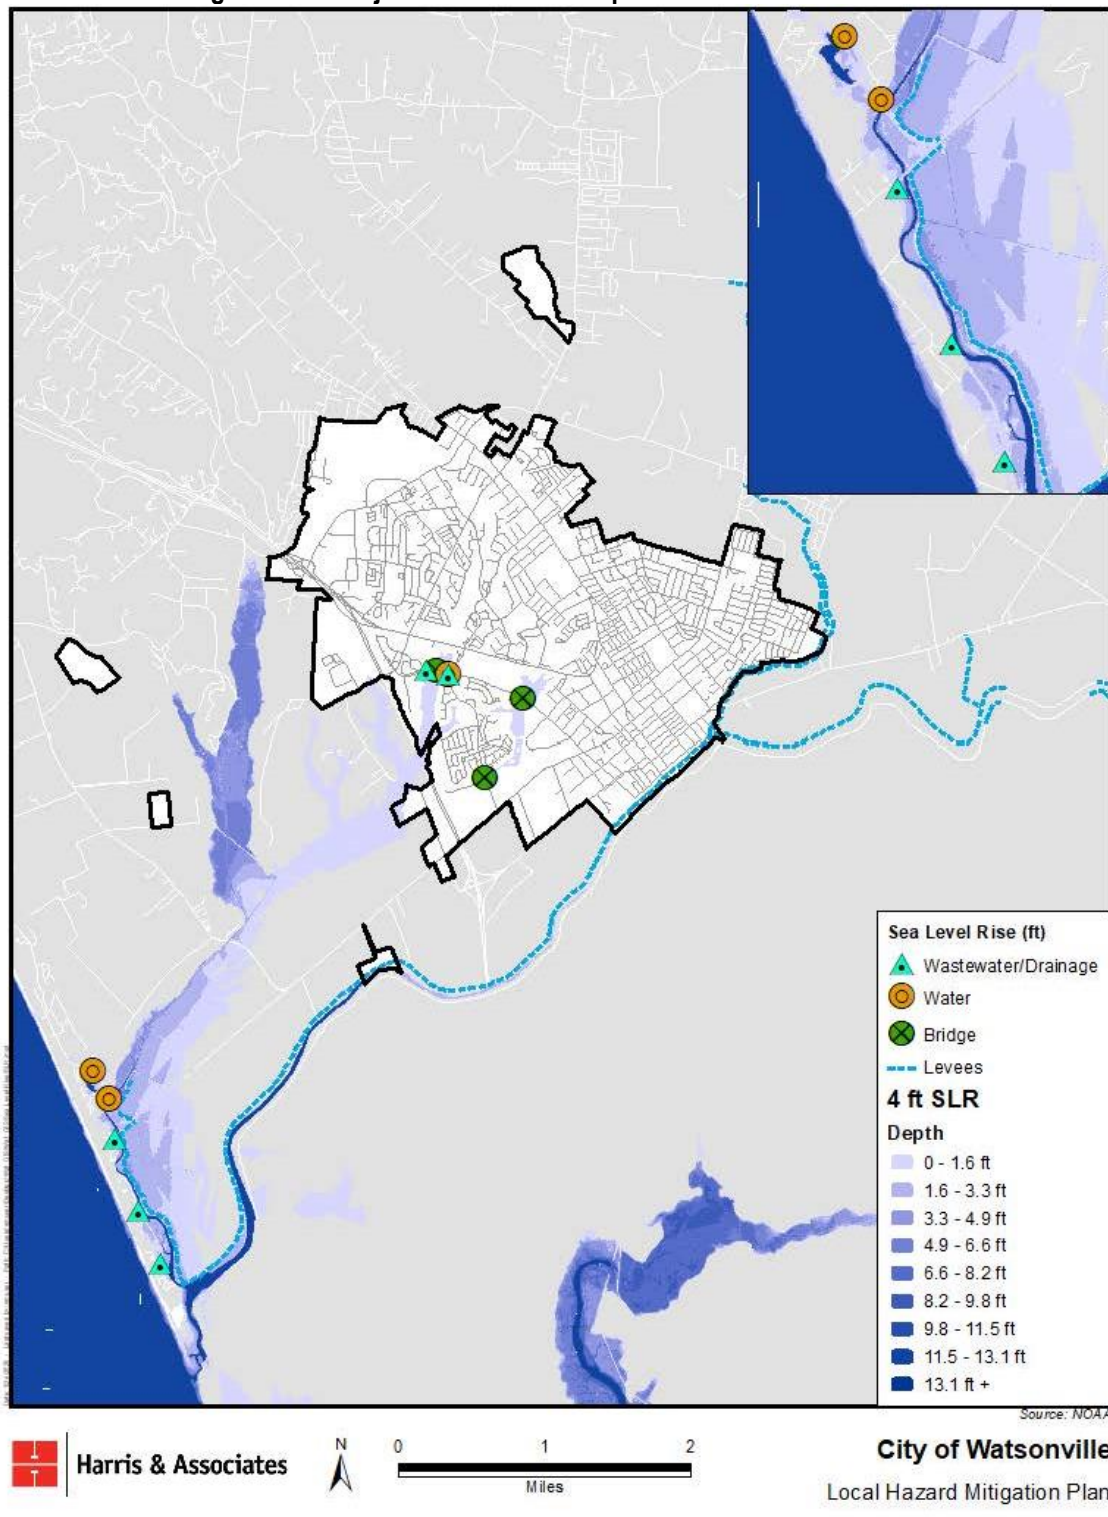 Sea Level Rise (ft)
Wastewater/Drainage
Water
Bridge
Levees
4 ft SLR
Depth
0 - 1.6 ft
1.6 - 3.3 ft
3.3 - 4.9 ft
4.9 - 6.6 ft
6.6 - 8.2 ft
8.2 - 9.8 ft
9.8 - 11.5 ft
11.5 - 13.1 ft
13.1 ft +
Source: NOAA
Harris & Associates
N
0 1 2
Miles
City of Watsonville
Local Hazard Mitigation Plan